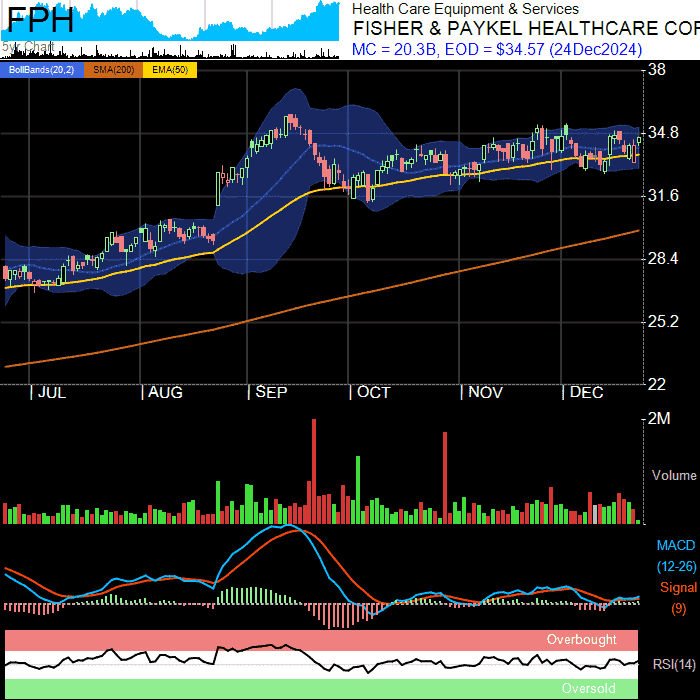 FPH
5yr Chart
Health Care Equipment & Services
FISHER & PAYKEL HEALTHCARE COR
MC = 20.3B, EOD = $34.57 (24Dec2024)
BollBands(20,2) SMA(200) EMA(50)
38
34.8
31.6
28.4
25.2
22
JUL AUG SEP OCT NOV DEC
2M
Volume
MACD
(12-26)
Signal
(9)
Overbought
RSI(14)
Oversold